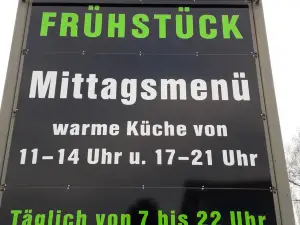 FRÜHSTÜCK
Mittagsmenü
warme Küche von
11–14 Uhr u. 17–21 Uhr
Täglich von 7 bis 22 Uhr